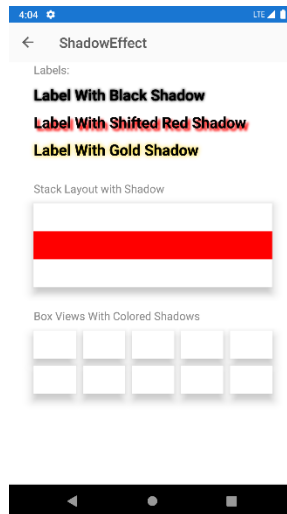 4:04
LTE
ShadowEffect
Labels:
Label With Black Shadow
Label With Shifted Red Shadow
Label With Gold Shadow
Stack Layout with Shadow
Box Views With Colored Shadows